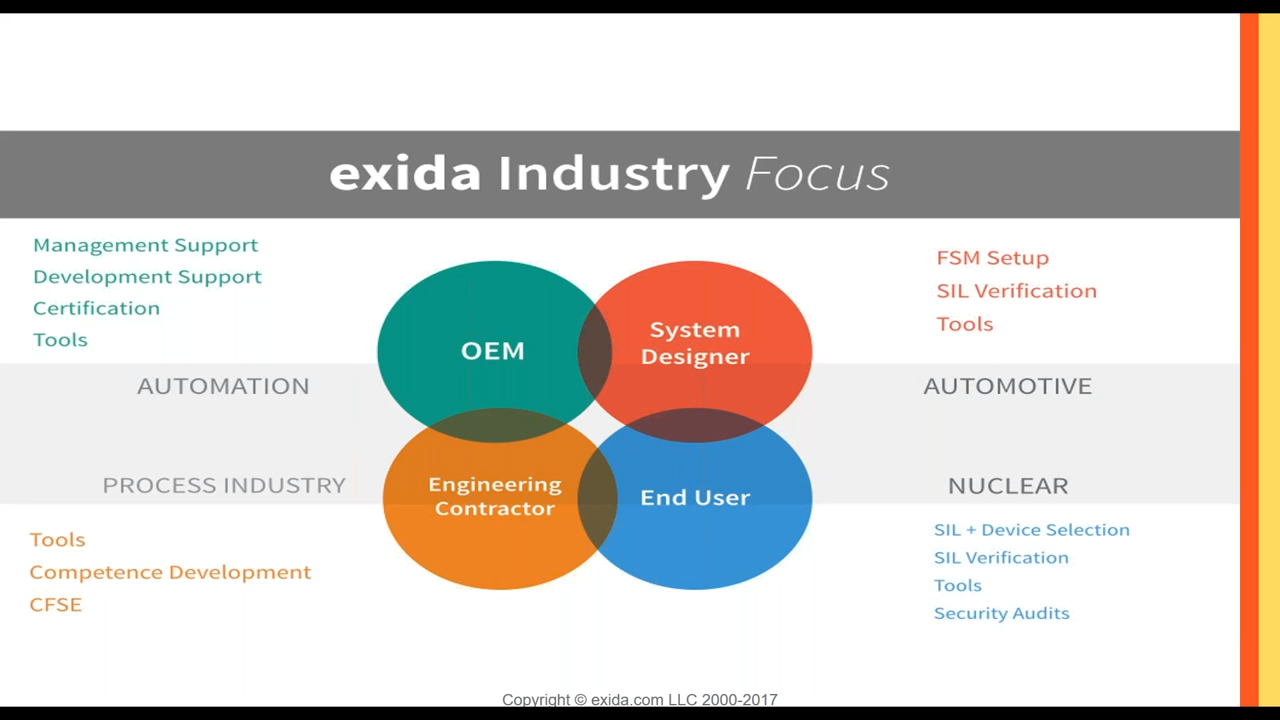 exida Industry Focus
Management Support
Development Support
Certification
Tools
FSM Setup
SIL Verification
Tools
OEM
System
Designer
AUTOMATION
AUTOMOTIVE
PROCESS INDUSTRY
NUCLEAR
Engineering
Contractor
End User
Tools
Competence Development
CFSE
SIL + Device Selection
SIL Verification
Tools
Security Audits
Copyright © exida.com LLC 2000-2017